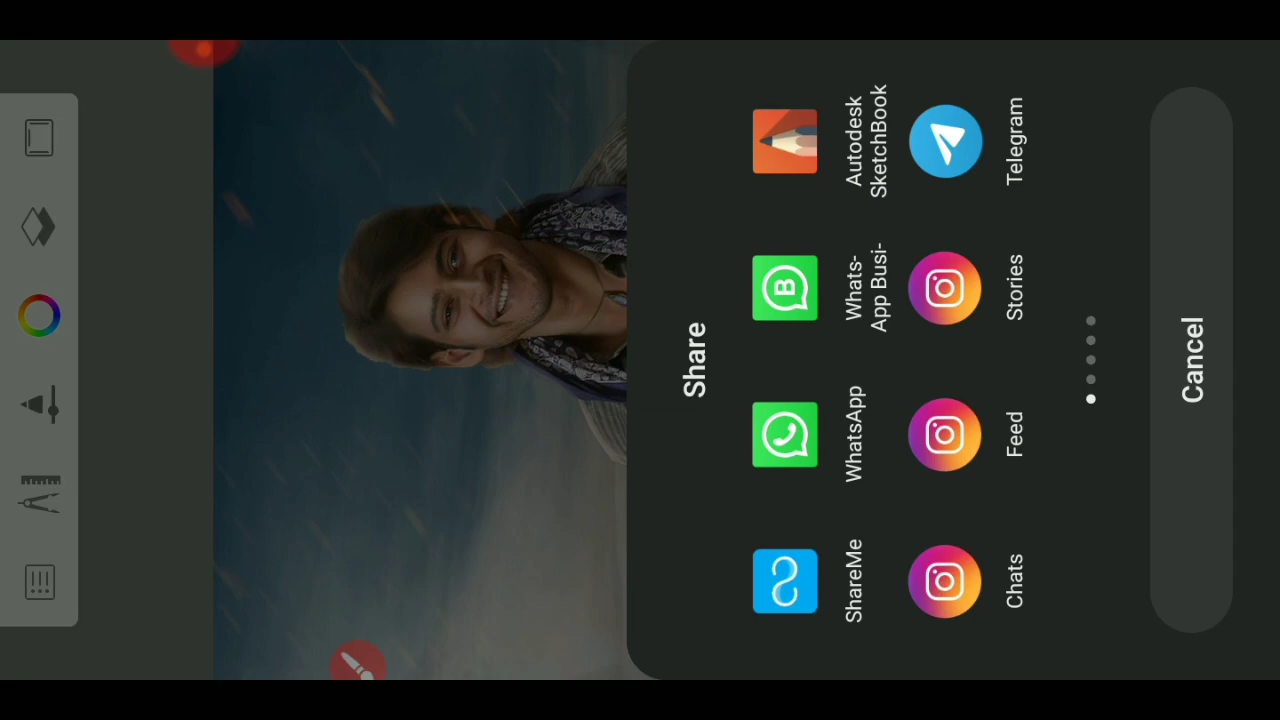 Share
ShareMe
WhatsApp
Whats-
App Busi-
Autodesk
SketchBook
Chats
Feed
Stories
Telegram
Cancel